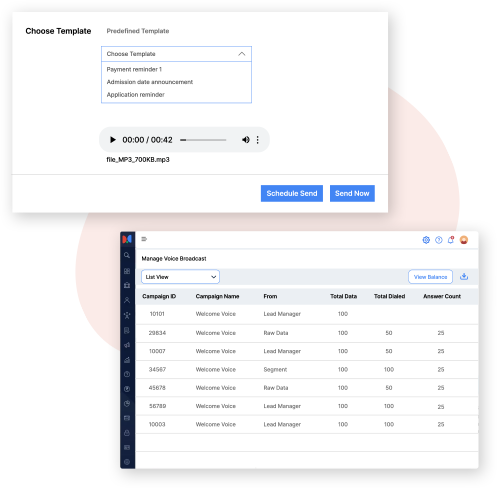 Choose Template
Predefined Template
Choose Template
Payment reminder 1
Admission date announcement
Application reminder
00:00 / 00:42
file_MP3_700KB.mp3
Schedule Send
Send Now
Manage Voice Broadcast
List View
View Balance
Campaign ID Campaign Name From Total Data Total Dialed Answer Count
10101 Welcome Voice Lead Manager 100
29834 Welcome Voice Raw Data 100 50 25
10007 Welcome Voice Lead Manager 100 50 25
34567 Welcome Voice Segment 100 100 25
45678 Welcome Voice Raw Data 100 50 25
56789 Welcome Voice Lead Manager 100 100 25
10003 Welcome Voice Lead Manager 100 100 25